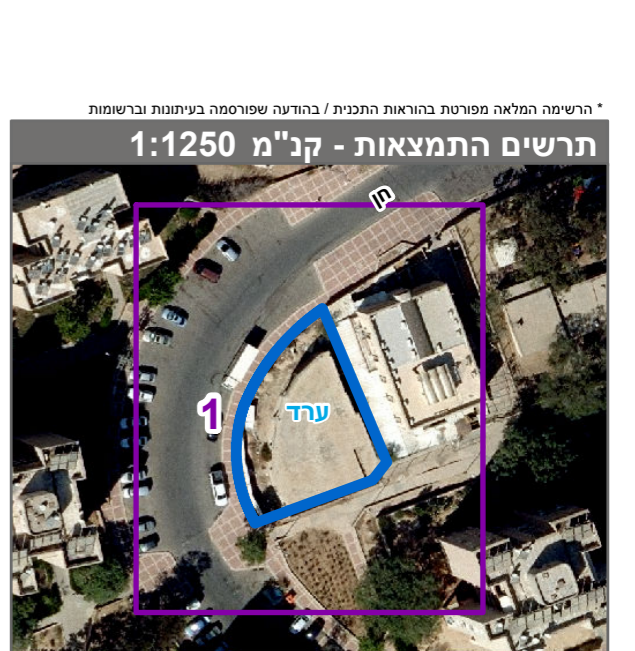 * הרשימה המלאה מפורטת בהוראות התכנית / בהודעה שפורסמה בעיתונות וברשומות
תרשים התמצאות - קנ"מ 1:1250
חן
1
ערד